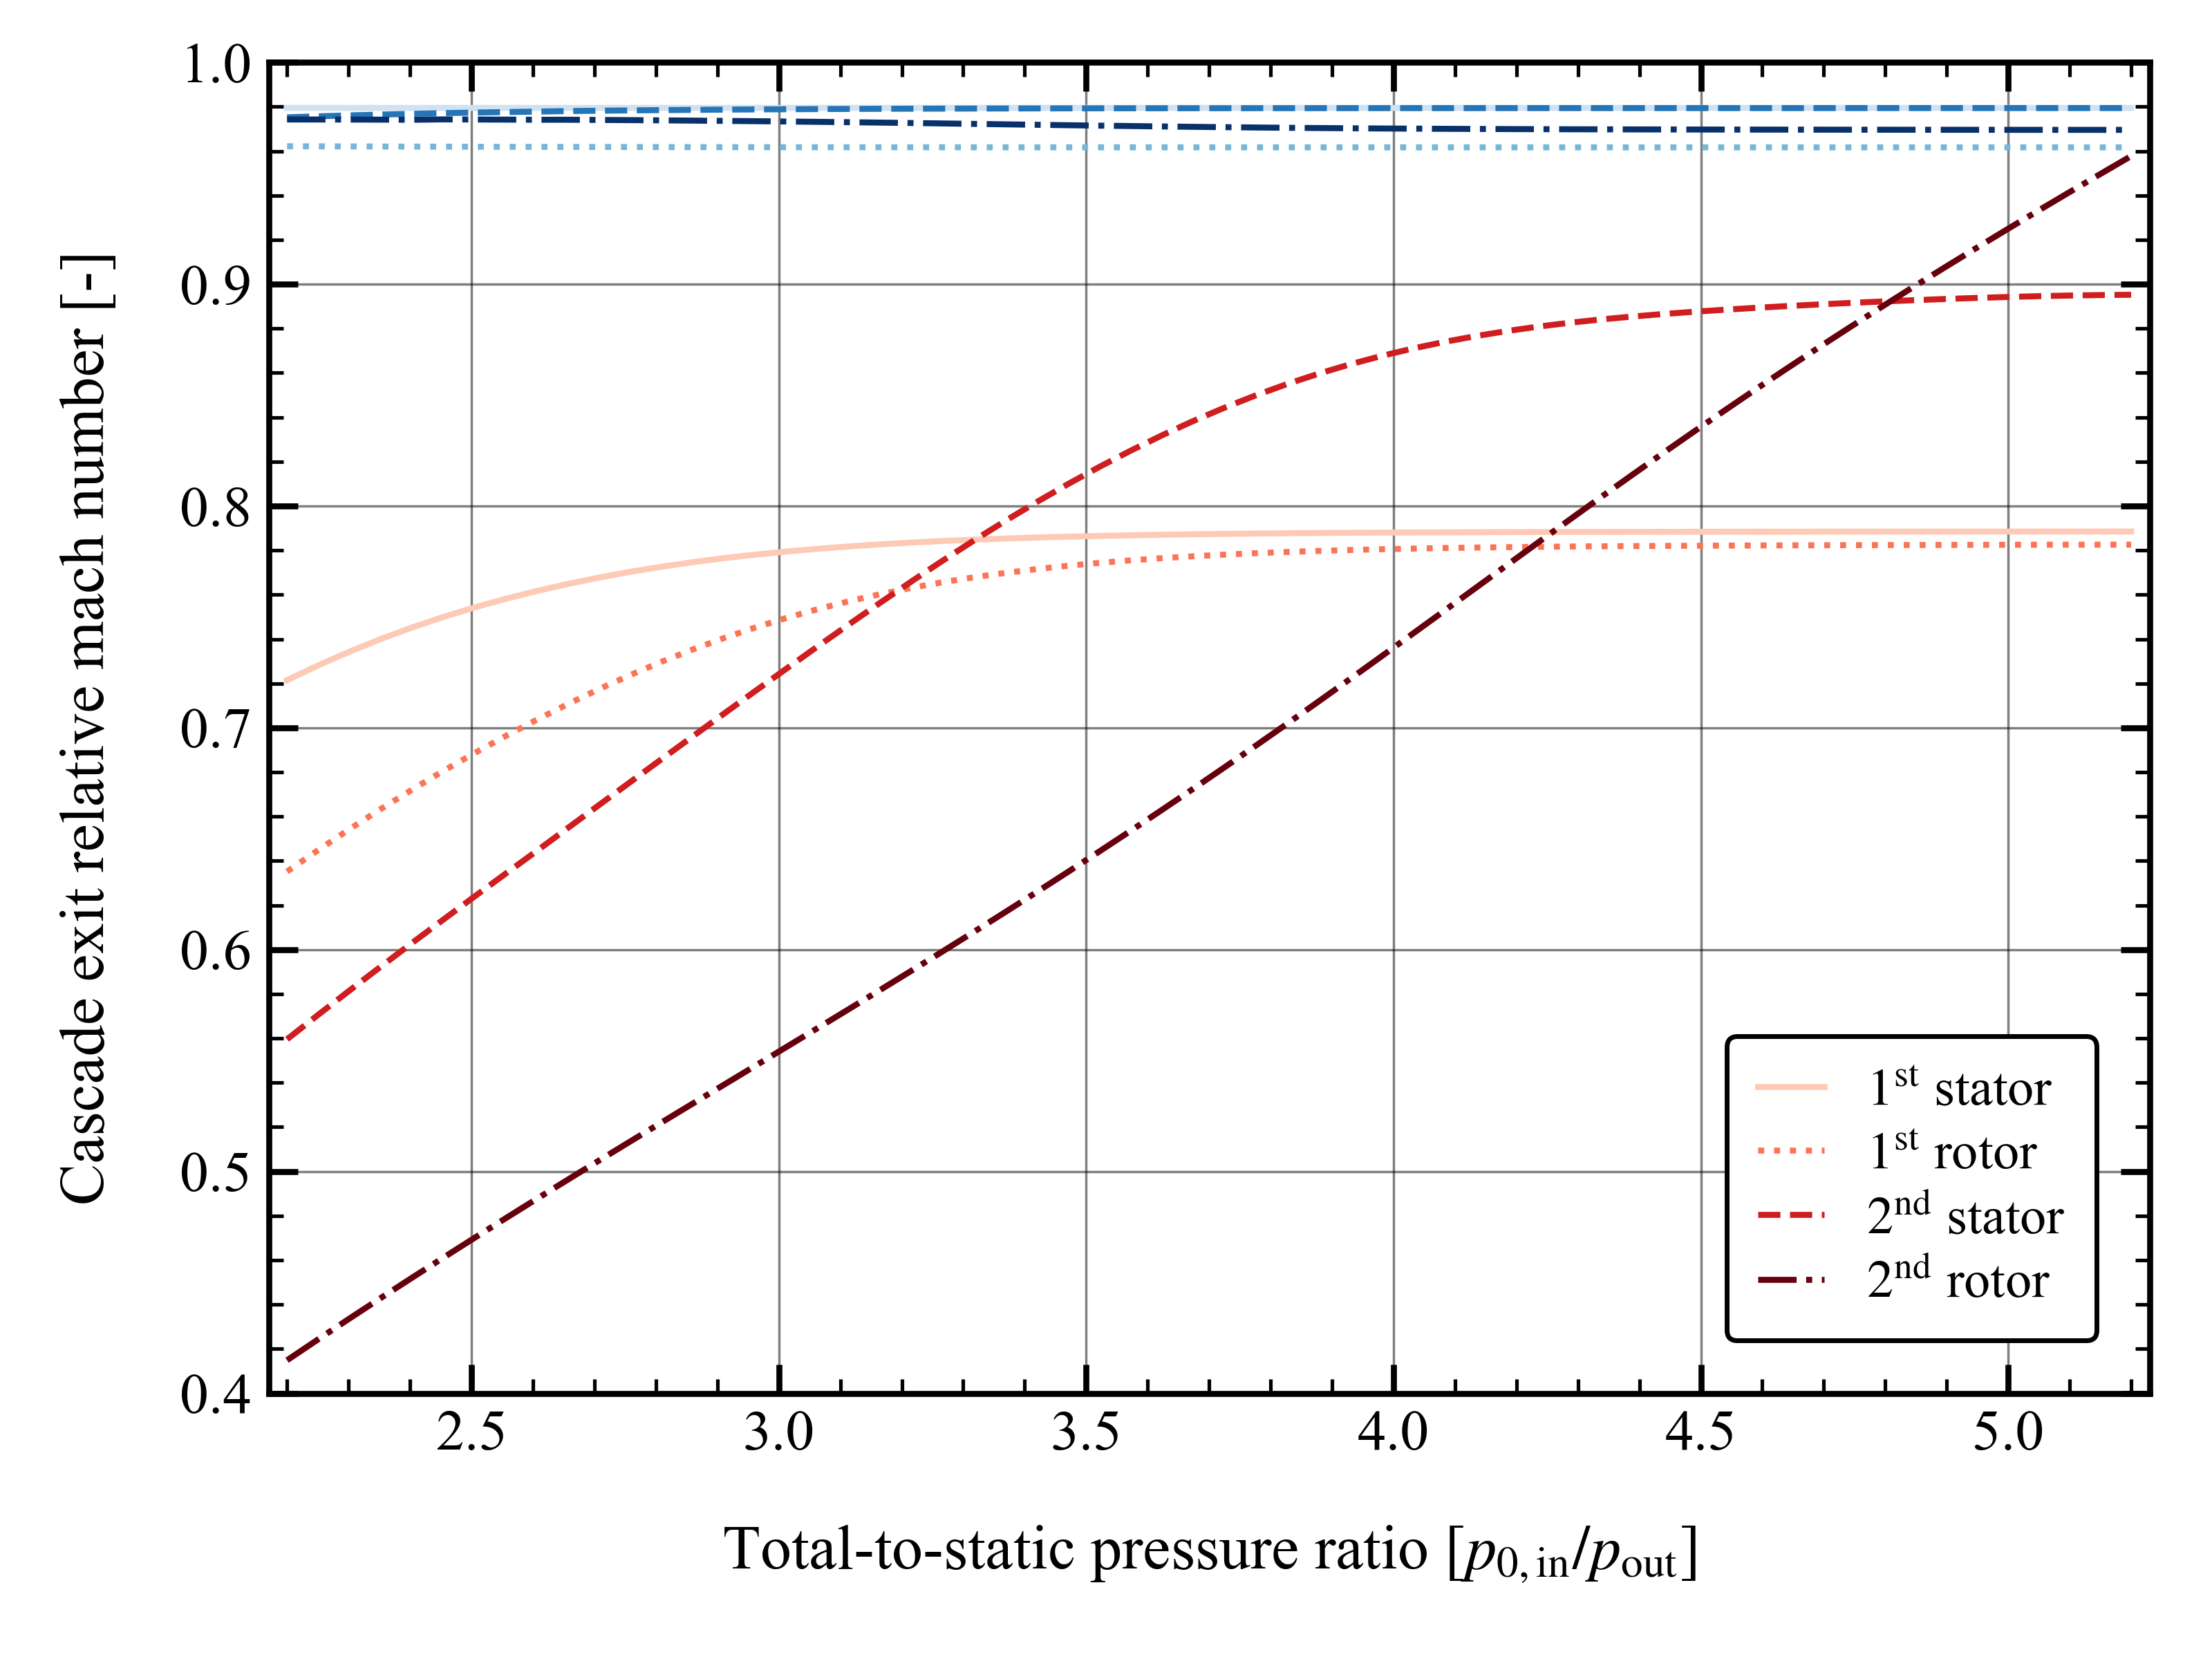 Cascade exit relative mach number [-]
1.0
0.9
0.8
0.7
0.6
0.5
0.4
2.5 3.0 3.5 4.0 4.5 5.0
Total-to-static pressure ratio [p0, in/pout]
1st stator
1st rotor
2nd stator
2nd rotor